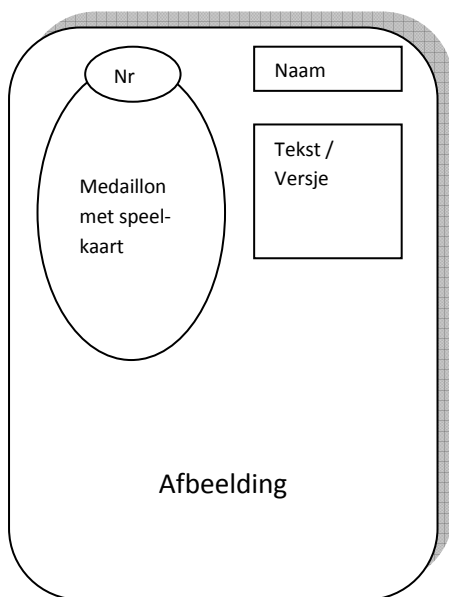 Nr
Naam
Medaillon
met speel-
kaart
Tekst /
Versje
Afbeelding